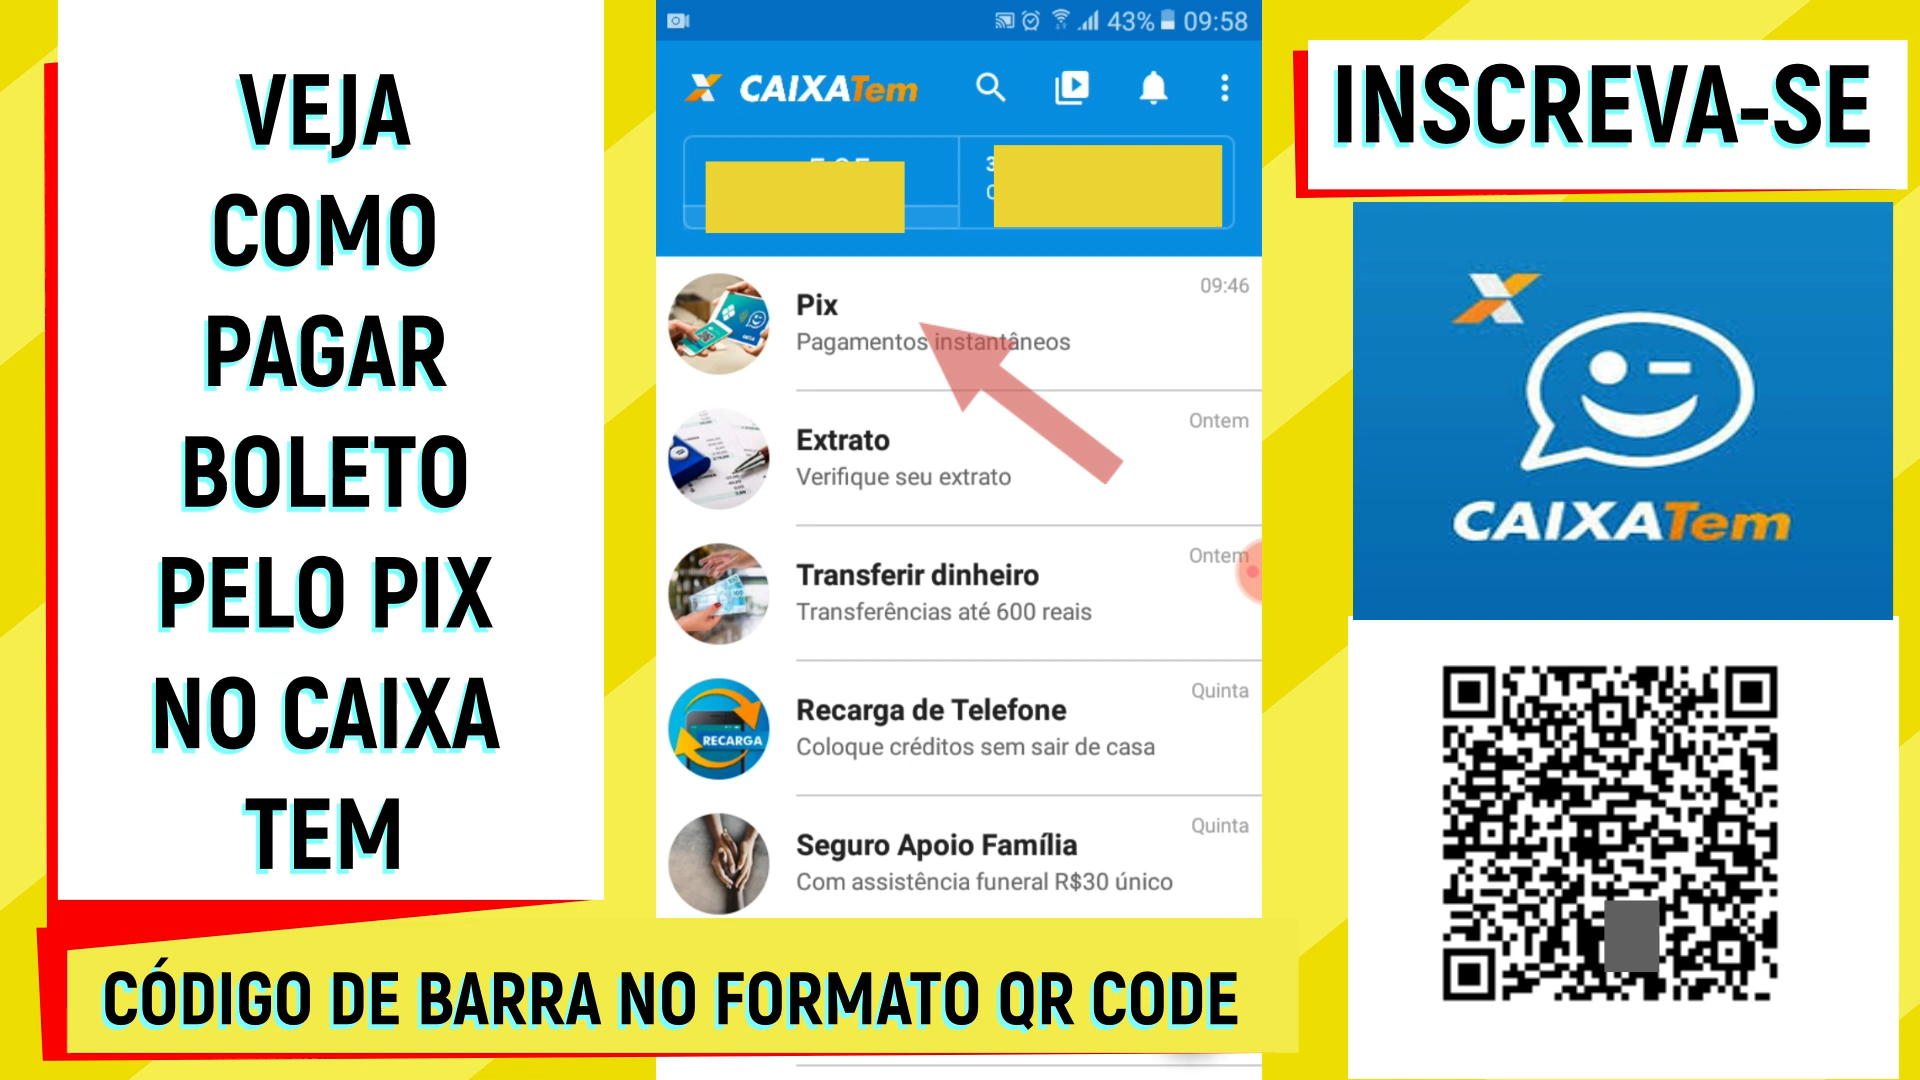 VEJA
COMO
PAGAR
BOLETO
PELO PIX
NO CAIXA
TEM
CÓDIGO DE BARRA NO FORMATO QR CODE
43% 09:58
CAIXATem
Pix
09:46
Pagamentos instantâneos
Extrato
Ontem
Verifique seu extrato
Transferir dinheiro
Ontem
Transferências até 600 reais
RECARGA
Recarga de Telefone
Quinta
Coloque créditos sem sair de casa
Seguro Apoio Família
Quinta
Com assistência funeral R$30 único
INSCREVA-SE
CAIXATem